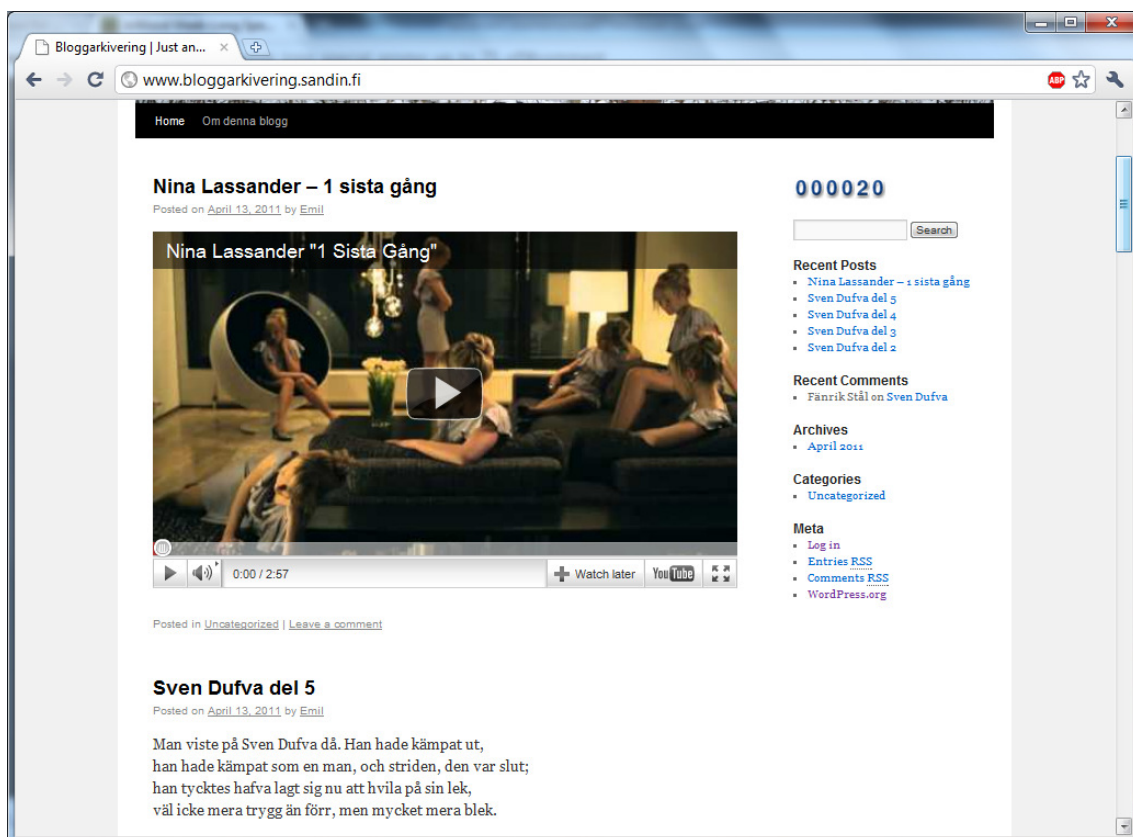 Bloggarkivering | Just an...
www.bloggarkivering.sandin.fi
ABP
Home Om denna blogg
Nina Lassander – 1 sista gång
Posted on April 13, 2011 by Emil
Nina Lassander "1 Sista Gång"
0:00 / 2:57 Watch later YouTube
Posted in Uncategorized | Leave a comment
Sven Dufva del 5
Posted on April 13, 2011 by Emil
Man viste på Sven Dufva då. Han hade kämpat ut,
han hade kämpat som en man, och striden, den var slut;
han tycktes hafva lagt sig nu att hvila på sin lek,
väl icke mera trygg än förr, men mycket mera blek.
000020
Search
Recent Posts
Nina Lassander – 1 sista gång
Sven Dufva del 5
Sven Dufva del 4
Sven Dufva del 3
Sven Dufva del 2
Recent Comments
Fänrik Stål on Sven Dufva
Archives
April 2011
Categories
Uncategorized
Meta
Log in
Entries RSS
Comments RSS
WordPress.org